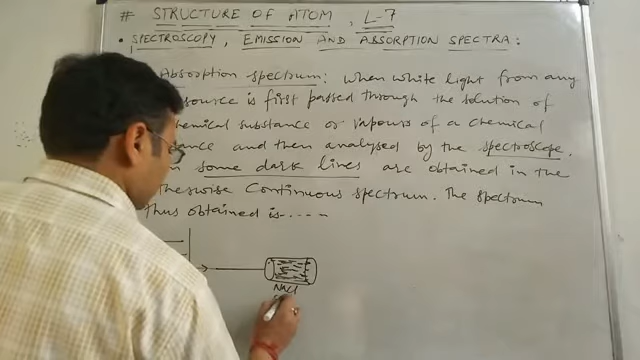 # STRUCTURE OF ATOM, L-7
• SPECTROSCOPY, EMISSION AND ABSORPTION SPECTRA:
Absorption spectrum: When white light from any
source is first passed through the solution of
chemical substance or vapours of a chemical
and then analysed by the spectroscope.
some dark lines are obtained in the
otherwise Continuous spectrum. The spectrum
thus obtained is.....
NaCl